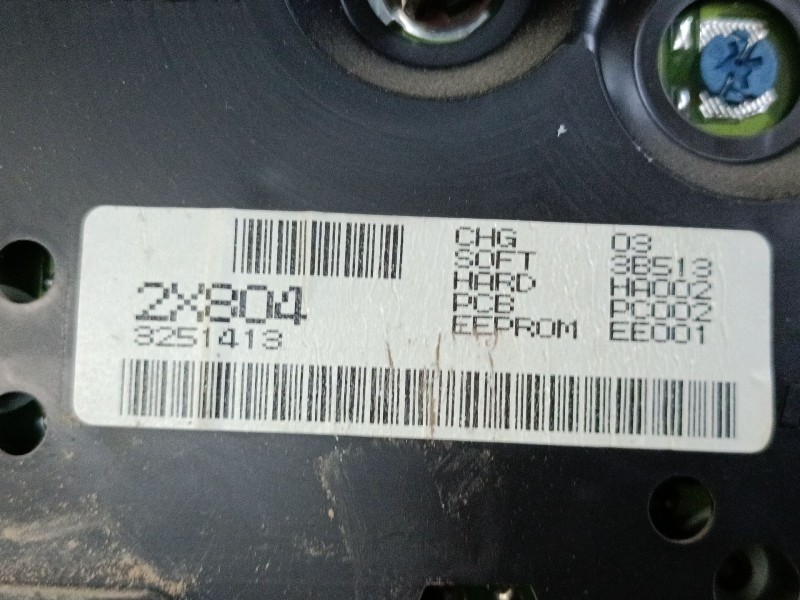 CHG 03
SOFT 3B513
HARD HA002
PCB PC002
EEPROM EE001
2X804
3251413